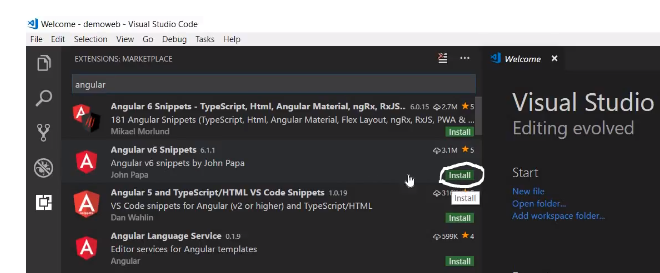 Welcome - demoweb - Visual Studio Code
File Edit Selection View Go Debug Tasks Help
EXTENSIONS: MARKETPLACE
angular
Angular 6 Snippets - TypeScript, Html, Angular Material, ngRx, RxJS.. 6.0.15 2.7M 5
181 Angular Snippets (TypeScript, Html, Angular Material, Flex Layout, ngRx, RxJS, PWA & ...
Mikael Morlund Install
Angular v6 Snippets 6.1.1 3.1M 5
Angular v6 snippets by John Papa
John Papa Install
Install
Angular 5 and TypeScript/HTML VS Code Snippets 1.0.19
VS Code snippets for Angular (v2 or higher) and TypeScript/HTML
Dan Wahlin Install
Angular Language Service 0.1.9 599K 4
Editor services for Angular templates
Angular Install
Welcome
Visual Studio
Editing evolved
Start
New file
Open folder...
Add workspace folder...